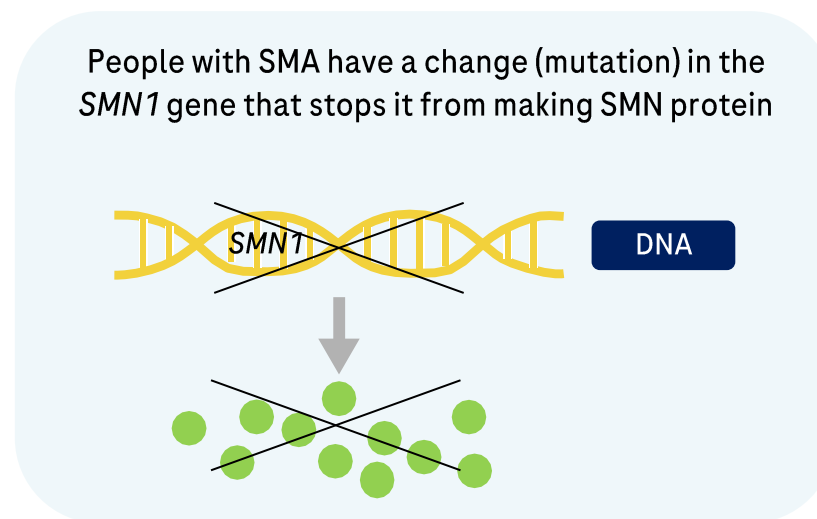 People with SMA have a change (mutation) in the
SMN1 gene that stops it from making SMN protein
SMN1
DNA